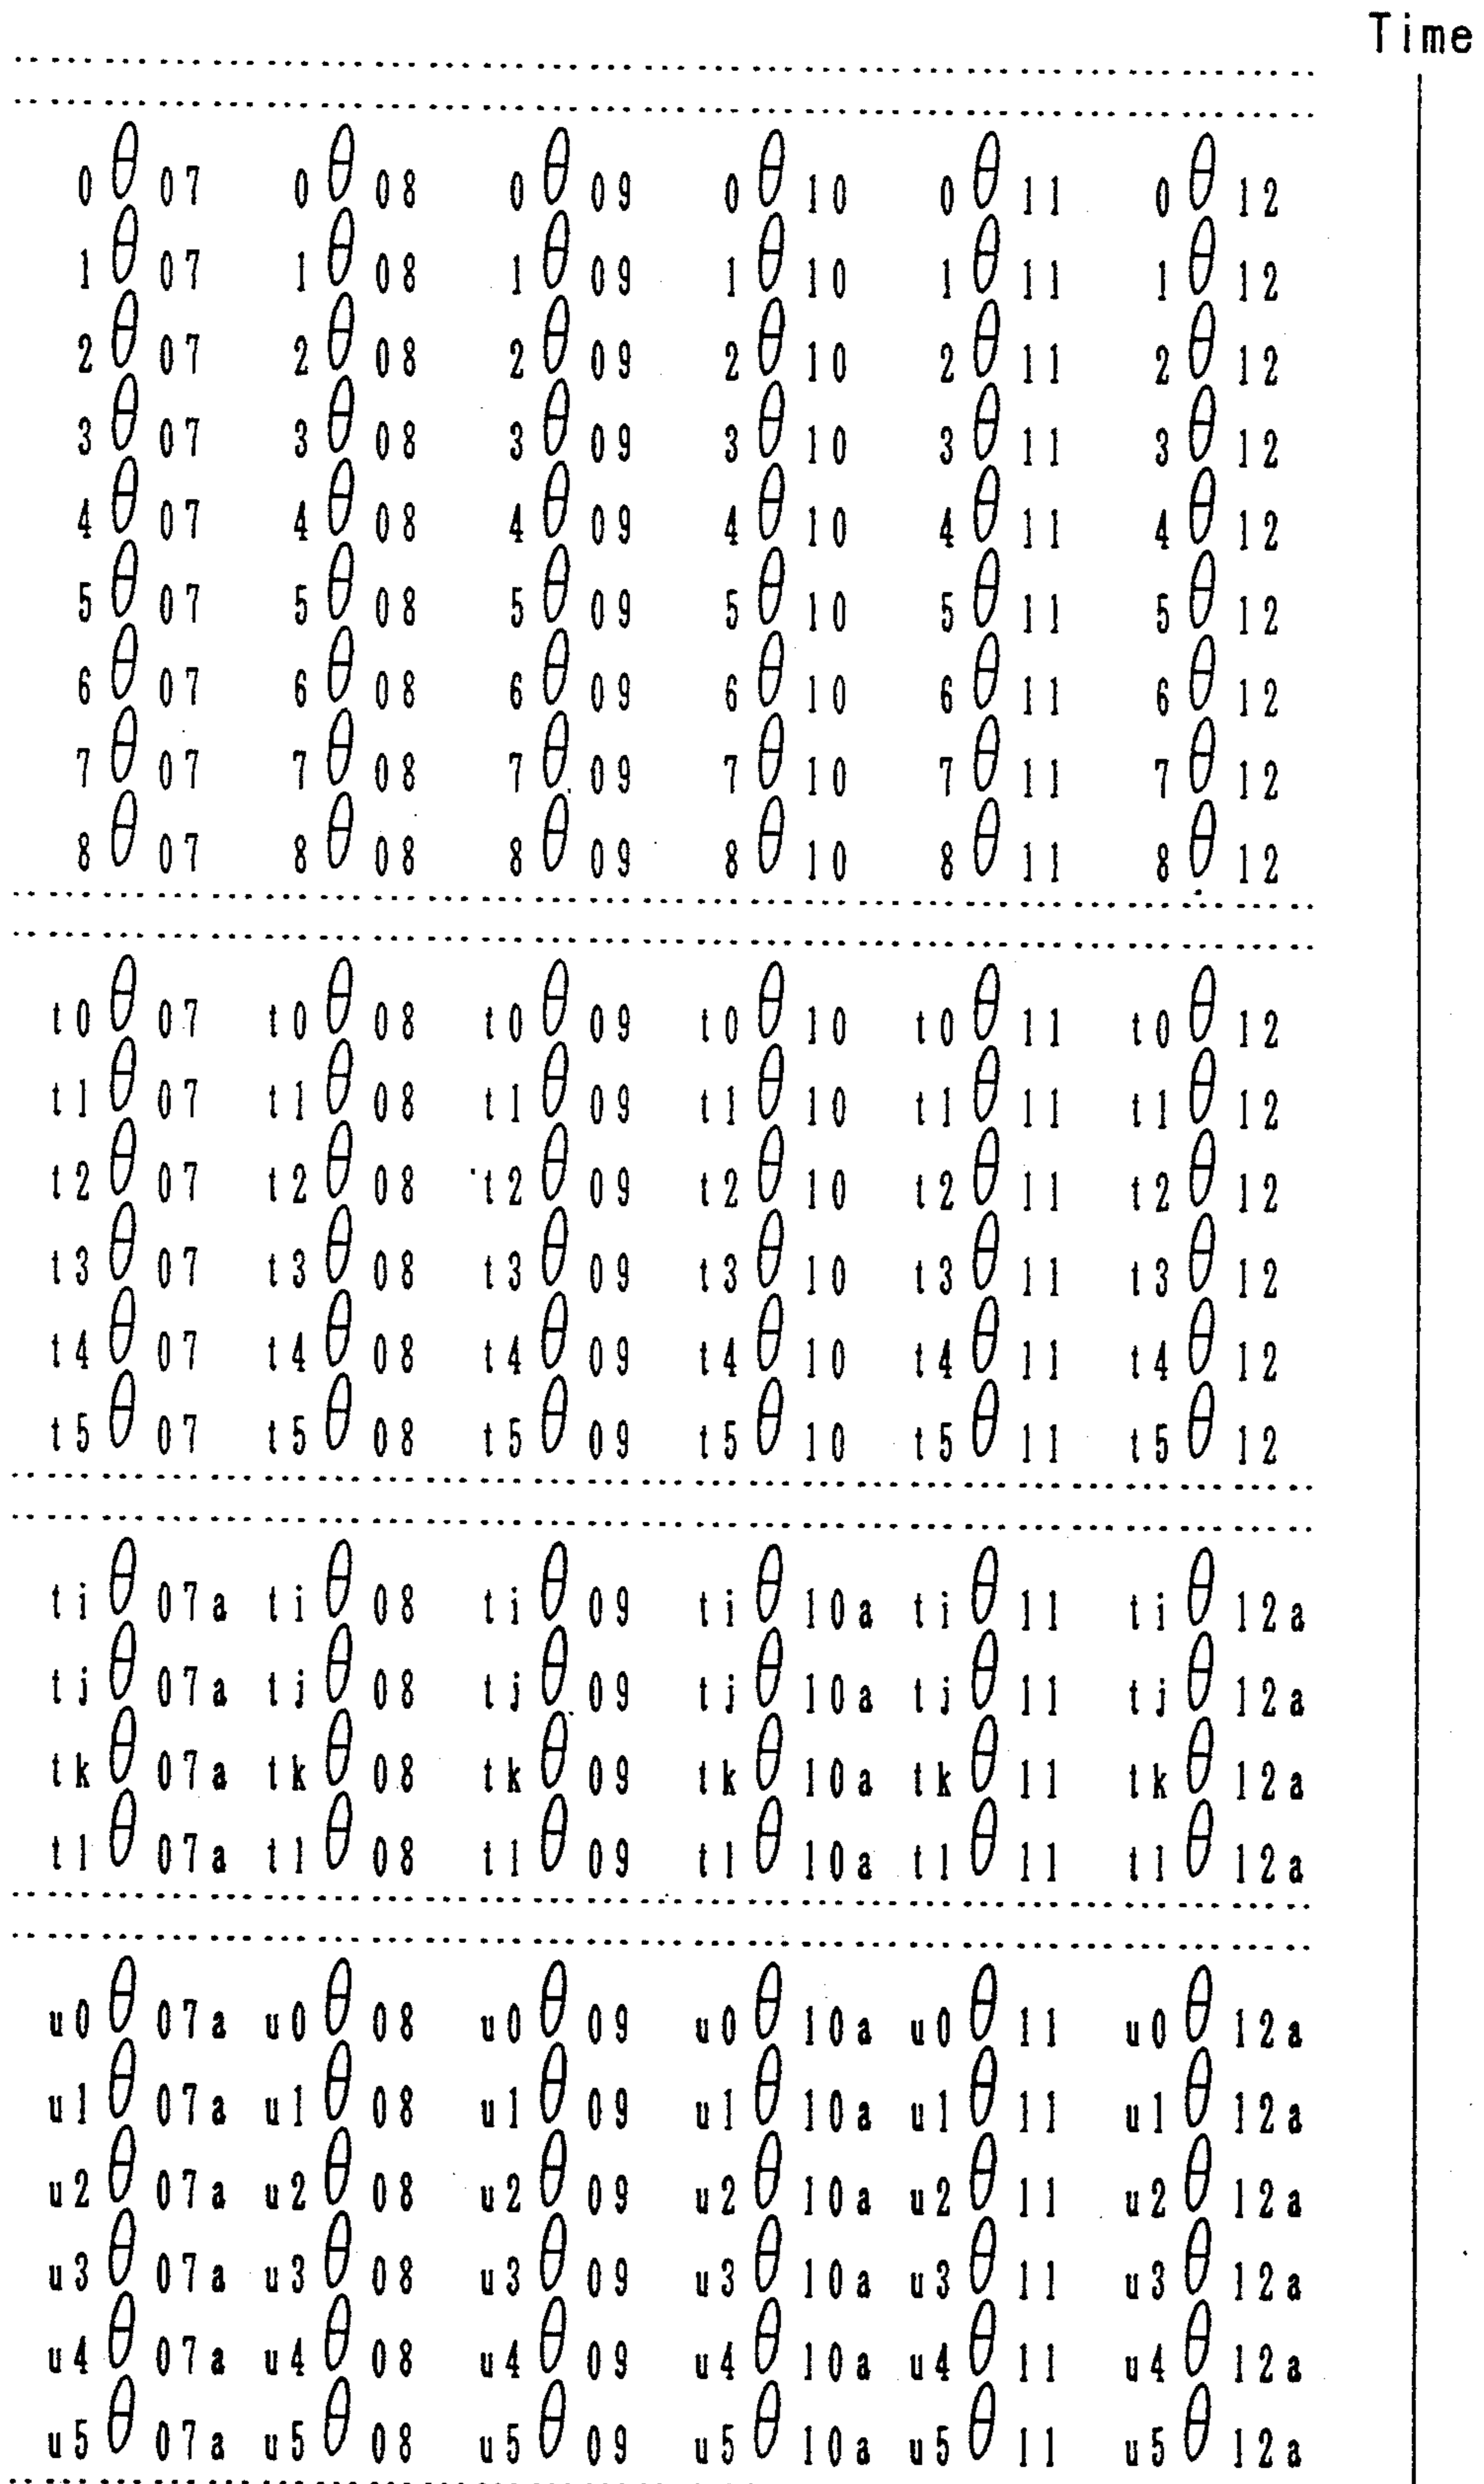 Time
0θ07 0θ08 0θ09 0θ10 0θ11 0θ12
1θ07 1θ08 1θ09 1θ10 1θ11 1θ12
2θ07 2θ08 2θ09 2θ10 2θ11 2θ12
3θ07 3θ08 3θ09 3θ10 3θ11 3θ12
4θ07 4θ08 4θ09 4θ10 4θ11 4θ12
5θ07 5θ08 5θ09 5θ10 5θ11 5θ12
6θ07 6θ08 6θ09 6θ10 6θ11 6θ12
7θ07 7θ08 7θ09 7θ10 7θ11 7θ12
8θ07 8θ08 8θ09 8θ10 8θ11 8θ12
t0θ07 t0θ08 t0θ09 t0θ10 t0θ11 t0θ12
t1θ07 t1θ08 t1θ09 t1θ10 t1θ11 t1θ12
t2θ07 t2θ08 t2θ09 t2θ10 t2θ11 t2θ12
t3θ07 t3θ08 t3θ09 t3θ10 t3θ11 t3θ12
t4θ07 t4θ08 t4θ09 t4θ10 t4θ11 t4θ12
t5θ07 t5θ08 t5θ09 t5θ10 t5θ11 t5θ12
tiθ07a tiθ08 tiθ09 tiθ10a tiθ11 tiθ12a
tjθ07a tjθ08 tjθ09 tjθ10a tjθ11 tjθ12a
tkθ07a tkθ08 tkθ09 tkθ10a tkθ11 tkθ12a
tlθ07a tlθ08 tlθ09 tlθ10a tlθ11 tlθ12a
u0θ07a u0θ08 u0θ09 u0θ10a u0θ11 u0θ12a
u1θ07a u1θ08 u1θ09 u1θ10a u1θ11 u1θ12a
u2θ07a u2θ08 u2θ09 u2θ10a u2θ11 u2θ12a
u3θ07a u3θ08 u3θ09 u3θ10a u3θ11 u3θ12a
u4θ07a u4θ08 u4θ09 u4θ10a u4θ11 u4θ12a
u5θ07a u5θ08 u5θ09 u5θ10a u5θ11 u5θ12a